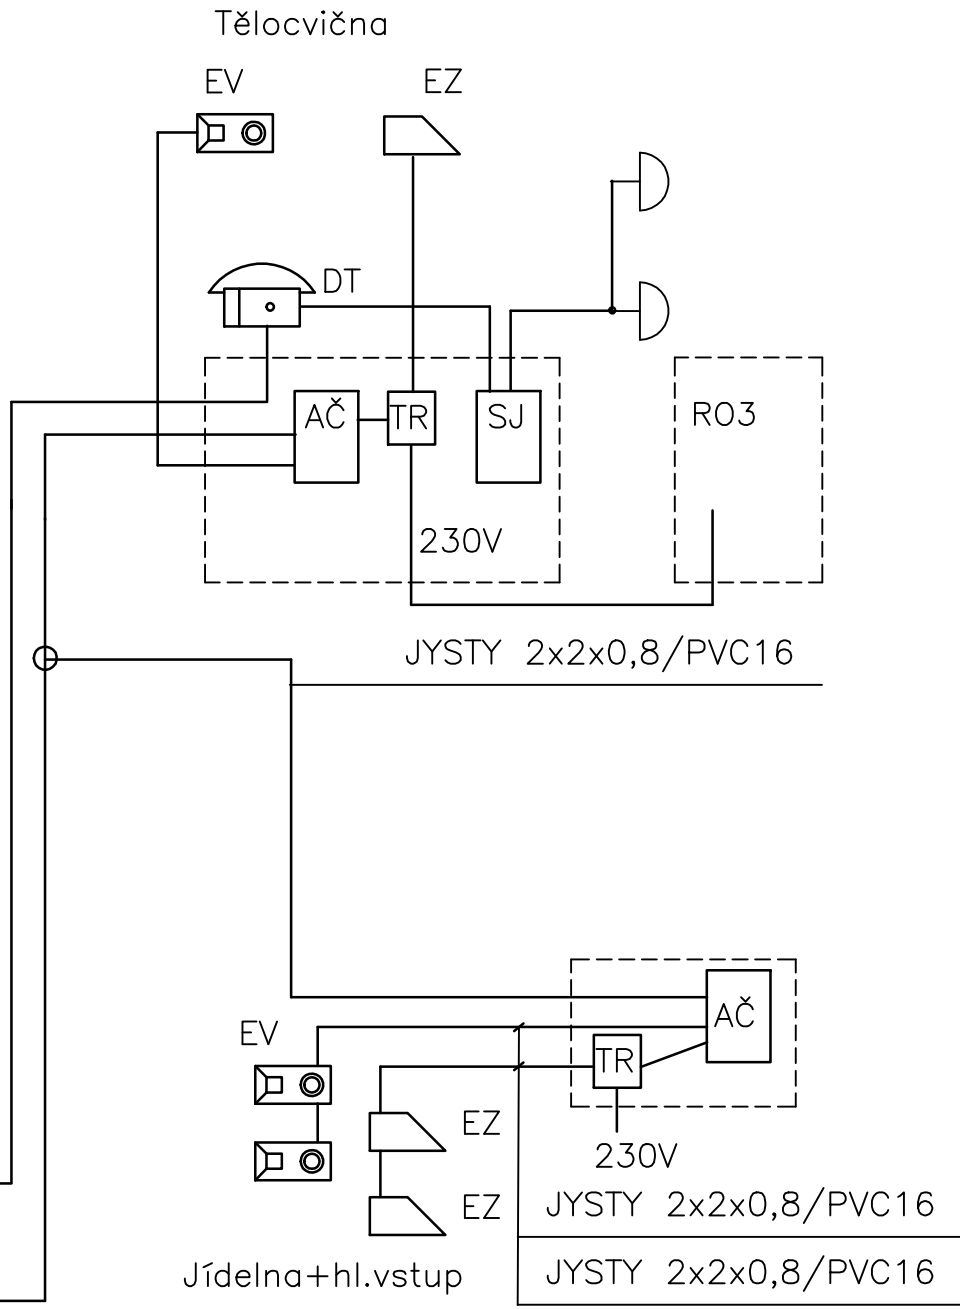 Tělocvična
EV
EZ
DT
AČ
TR
SJ
RO3
230V
JYSTY 2x2x0,8/PVC16
AČ
EV
TR
EZ
230V
EZ
JYSTY 2x2x0,8/PVC16
Jídelna+hl.vstup
JYSTY 2x2x0,8/PVC16